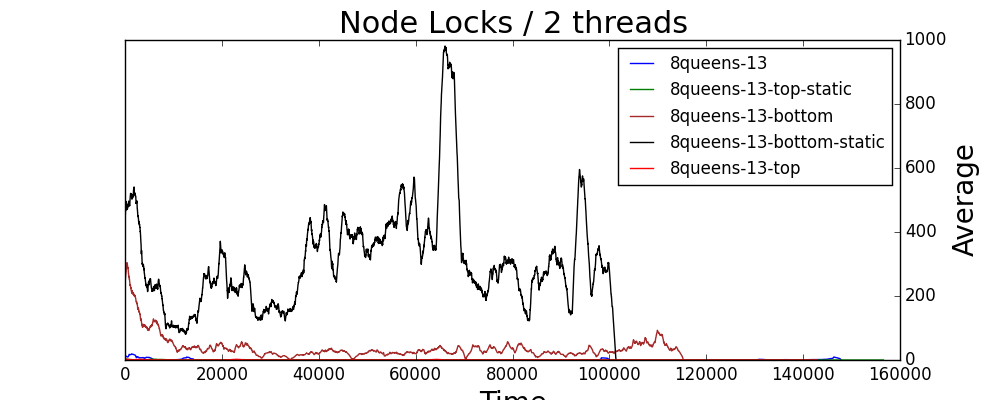 Node Locks / 2 threads
8queens-13
8queens-13-top-static
8queens-13-bottom
8queens-13-bottom-static
8queens-13-top
1000
800
600
400
200
0
Average
0 20000 40000 60000 80000 100000 120000 140000 160000
Time